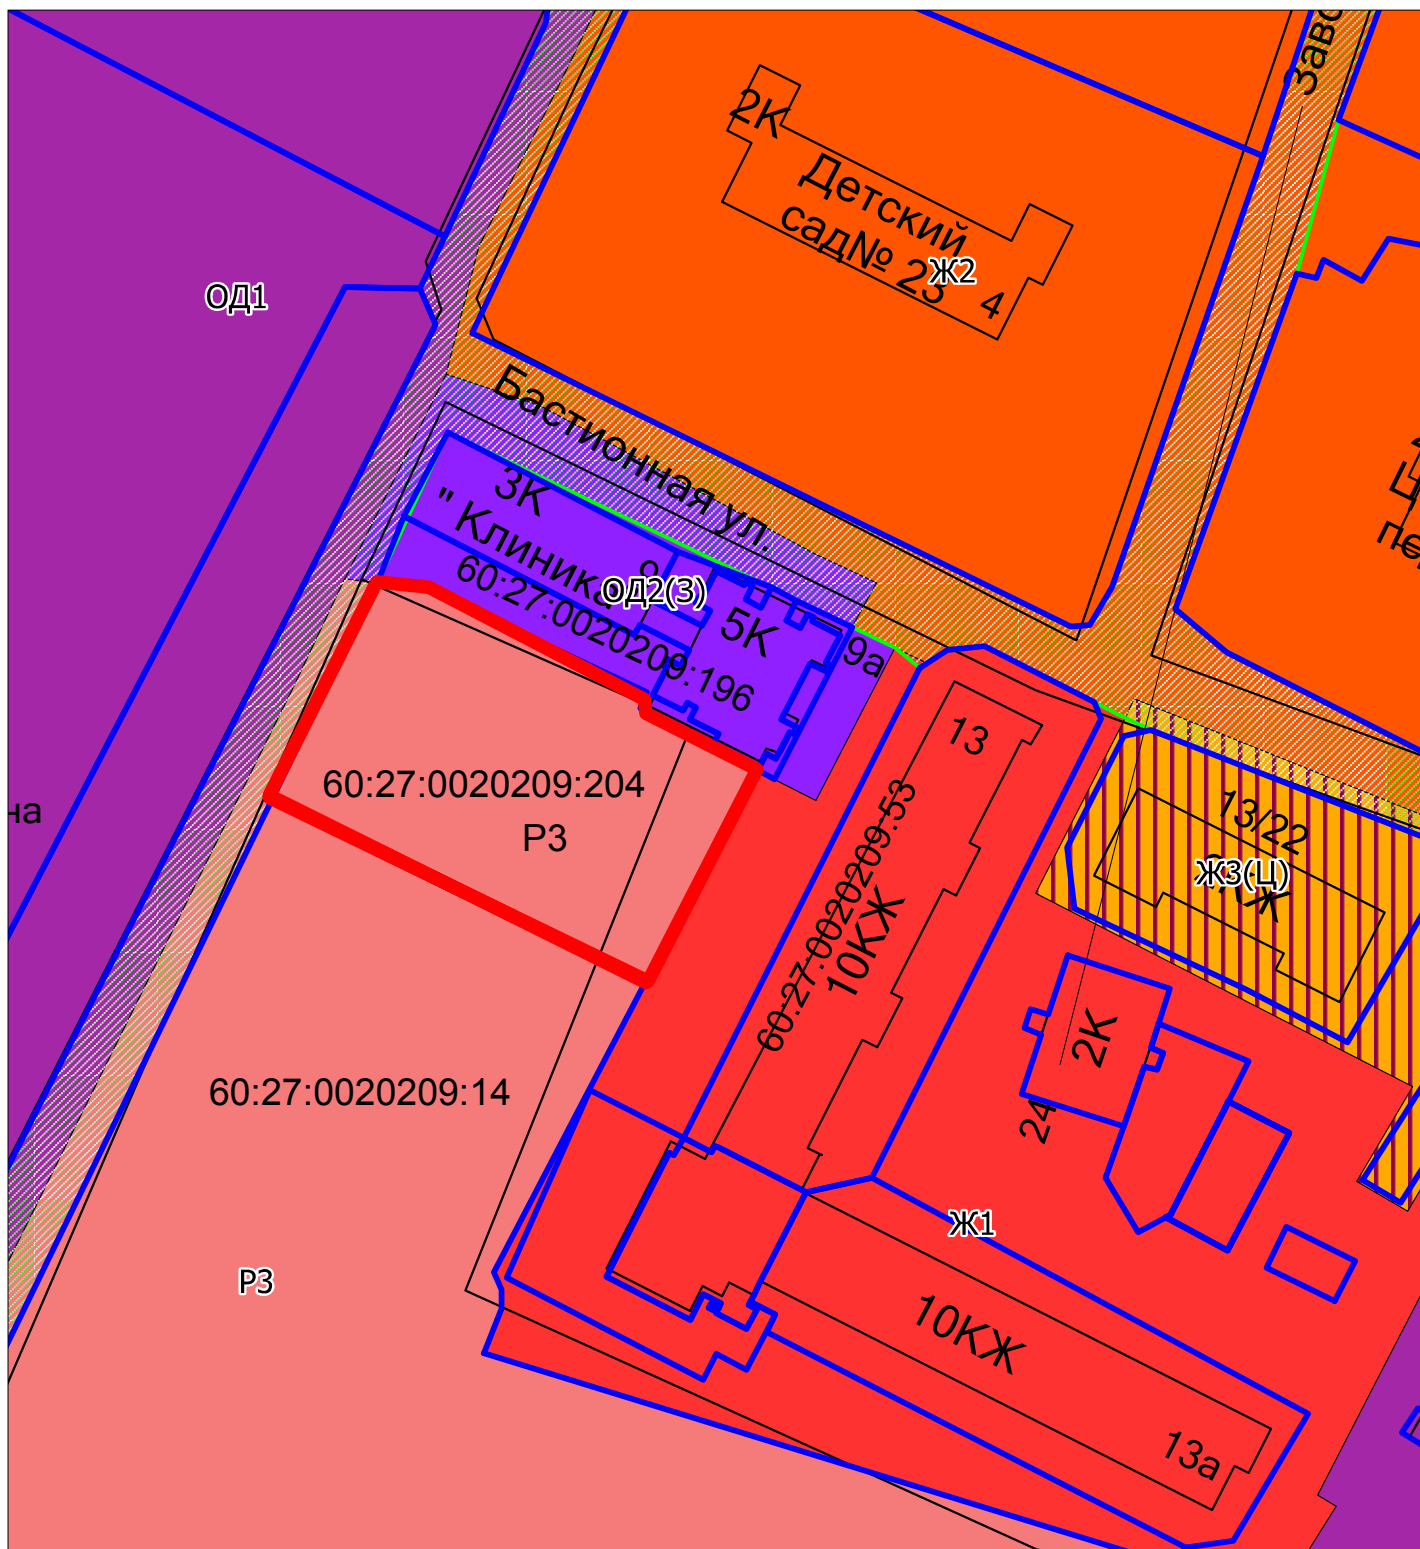 Заво
2К
Детский
сад№ 23
4
Ж2
ОД1
Бастионная ул.
3К
" Клиника
ОД2(3)
60:27:0020209:196
5К
9а
13
60:27:0020209:204
Р3
на
60:27:0020209:53
10КЖ
13/22
Ж3(Ц)
2К
24
60:27:0020209:14
Ж1
Р3
10КЖ
13а